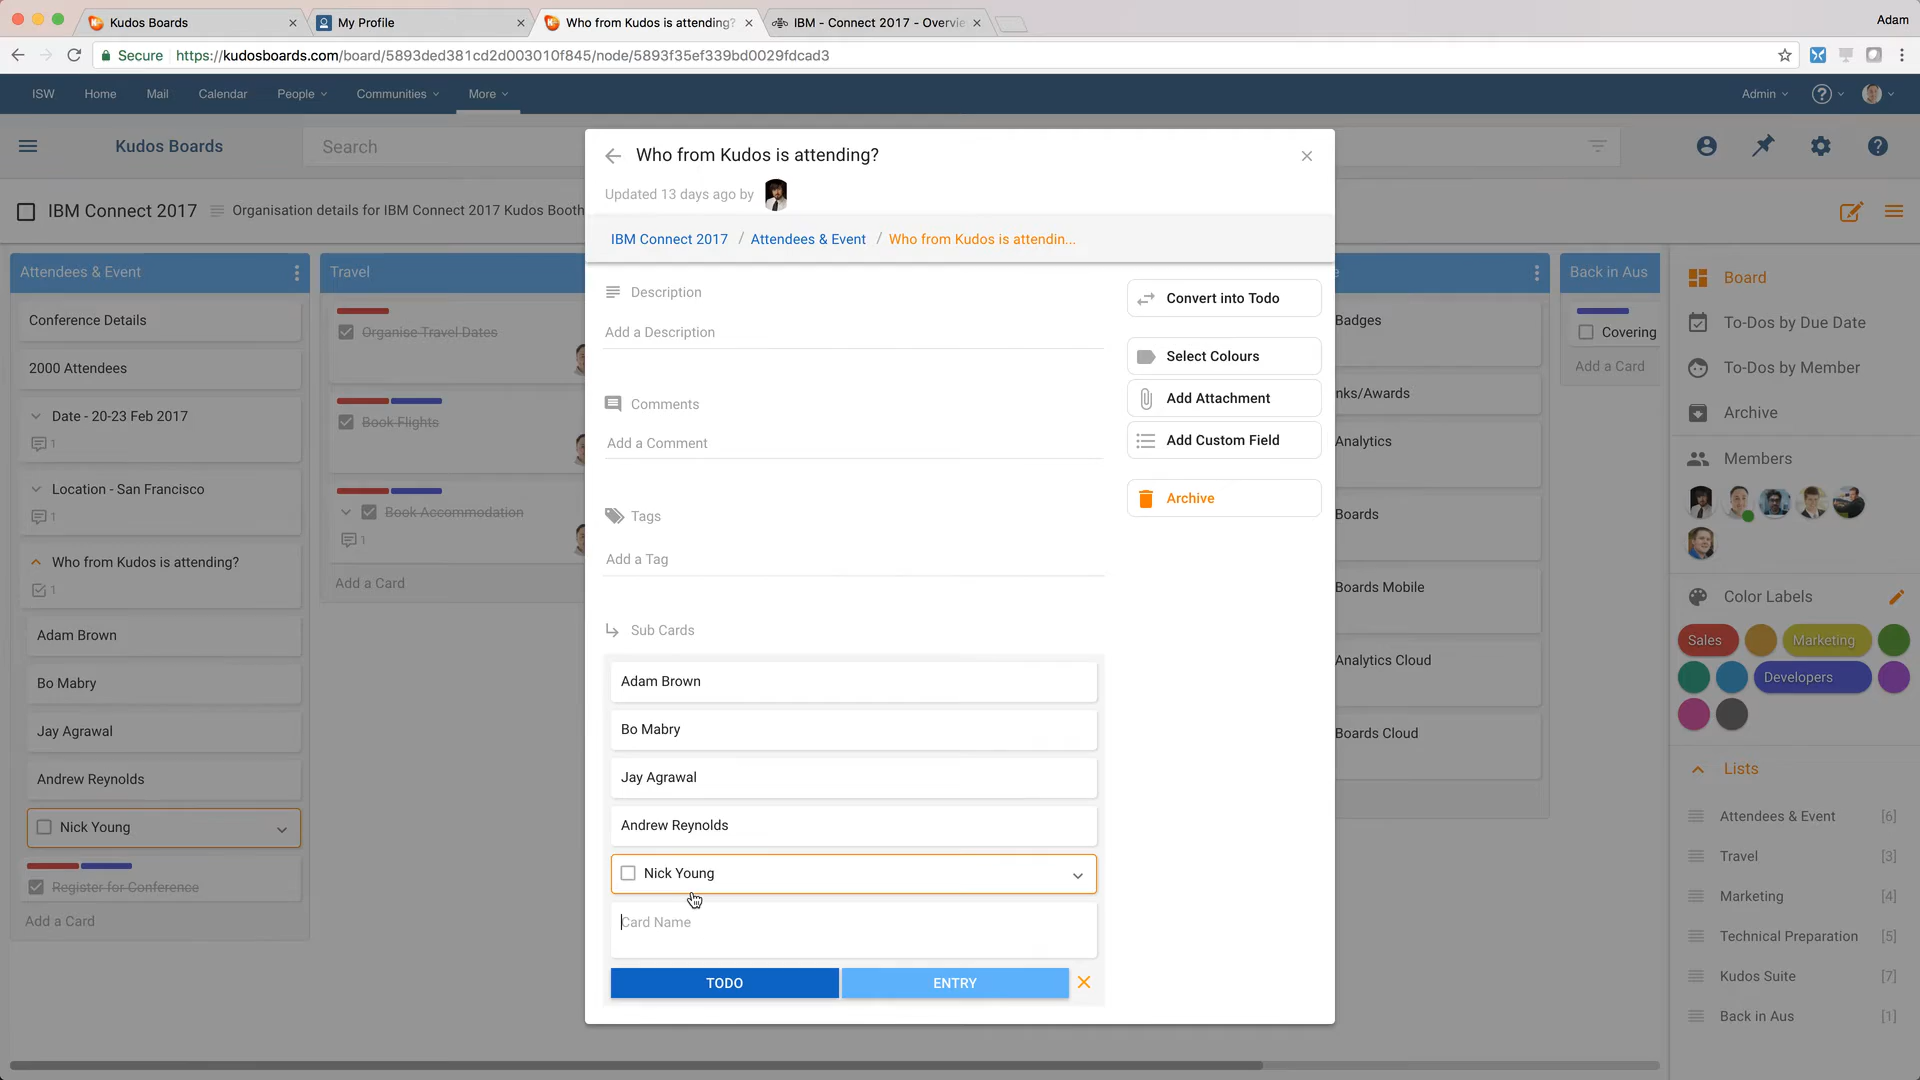 Kudos Boards
My Profile
Who from Kudos is attending?
IBM - Connect 2017 - Overvie
Adam
Secure
https://kudosboards.com/board/5893ded381cd2d003010f845/node/5893f35ef339bd0029fdcad3
ISW
Home
Mail
Calendar
People
Communities
More
Admin
Kudos Boards
Search
IBM Connect 2017
Organisation details for IBM Connect 2017 Kudos Booth
Who from Kudos is attending?
Updated 13 days ago by
IBM Connect 2017 / Attendees & Event / Who from Kudos is attendin...
Attendees & Event
Conference Details
2000 Attendees
Date - 20-23 Feb 2017
1
Location - San Francisco
1
Who from Kudos is attending?
1
Adam Brown
Bo Mabry
Jay Agrawal
Andrew Reynolds
Nick Young
Register for Conference
Add a Card
Travel
Organise Travel Dates
Book Flights
Book Accommodation
1
Add a Card
Description
Add a Description
Comments
Add a Comment
Tags
Add a Tag
Sub Cards
Adam Brown
Bo Mabry
Jay Agrawal
Andrew Reynolds
Nick Young
Card Name
TODO
ENTRY
Convert into Todo
Select Colours
Add Attachment
Add Custom Field
Archive
e
Badges
nks/Awards
Analytics
Boards
Boards Mobile
Analytics Cloud
Boards Cloud
Back in Aus
Covering
Add a Card
Board
To-Dos by Due Date
To-Dos by Member
Archive
Members
Color Labels
Sales
Marketing
Developers
Lists
Attendees & Event [6]
Travel [3]
Marketing [4]
Technical Preparation [5]
Kudos Suite [7]
Back in Aus [1]